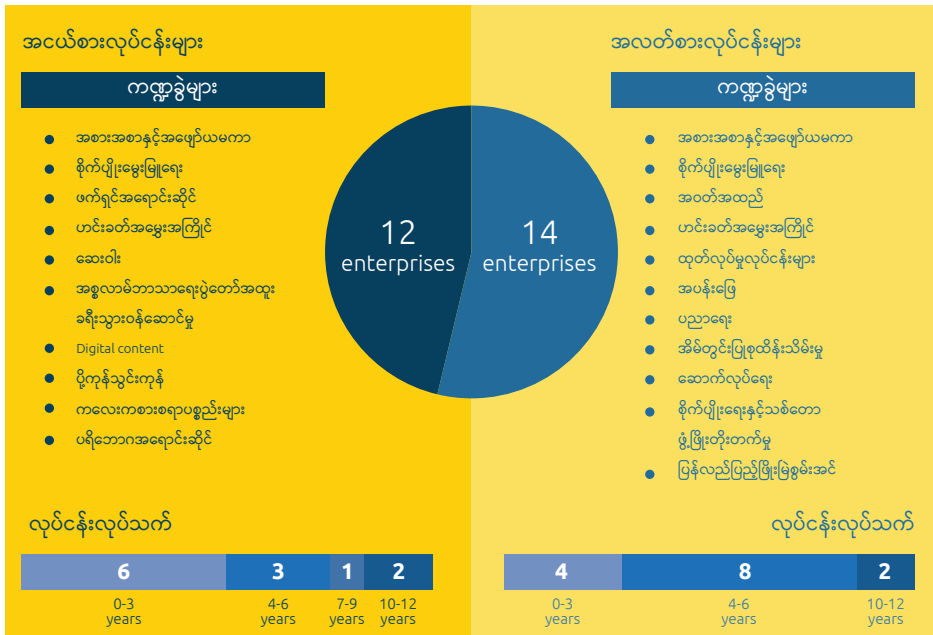 အငယ်စားလုပ်ငန်းများ
ကဏ္ဍခွဲများ
အစားအစာနှင့်အဖျော်ယမကာ
စိုက်ပျိုးမွေးမြူရေး
ဖက်ရှင်အရောင်းဆိုင်
ဟင်းခတ်အမွှေးအကြိုင်
ဆေးဝါး
အစ္စလာမ်ဘာသာရေးပွဲတော်အထူး
ခရီးသွားဝန်ဆောင်မှု
Digital content
ပို့ကုန်သွင်းကုန်
ကလေးကစားစရာပစ္စည်းများ
ပရိဘောဂအရောင်းဆိုင်
12
enterprises
14
enterprises
အလတ်စားလုပ်ငန်းများ
ကဏ္ဍခွဲများ
အစားအစာနှင့်အဖျော်ယမကာ
စိုက်ပျိုးမွေးမြူရေး
အဝတ်အထည်
ဟင်းခတ်အမွှေးအကြိုင်
ထုတ်လုပ်မှုလုပ်ငန်းများ
အပန်းဖြေ
ပညာရေး
အိမ်တွင်းပြုစုထိန်းသိမ်းမှု
ဆောက်လုပ်ရေး
စိုက်ပျိုးရေးနှင့်သစ်တော
ဖွံ့ဖြိုးတိုးတက်မှု
ပြန်လည်ပြည့်ဖြိုးမြဲစွမ်းအင်
လုပ်ငန်းလုပ်သက်
6 3 1 2
0-3 years 4-6 years 7-9 years 10-12 years
လုပ်ငန်းလုပ်သက်
4 8 2
0-3 years 4-6 years 10-12 years